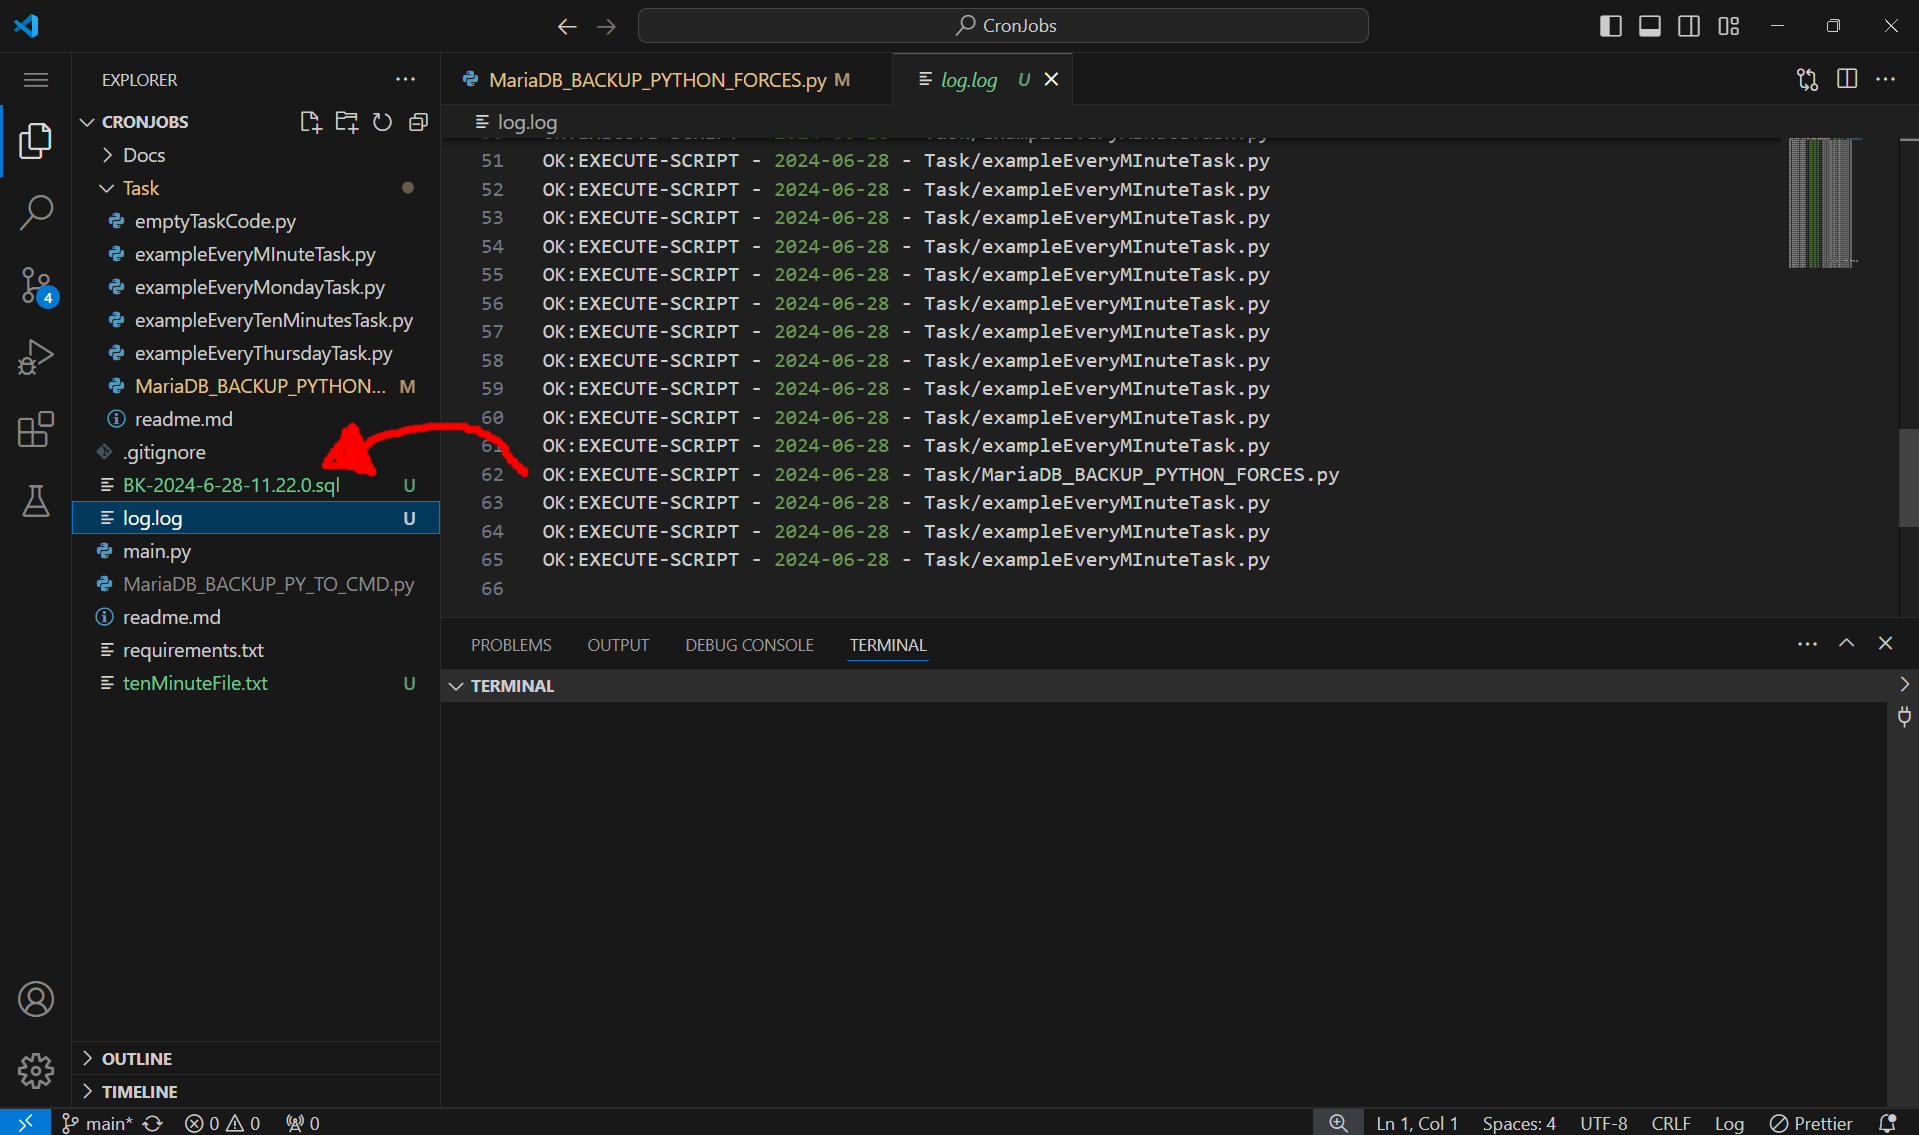 CronJobs
EXPLORER
CRONJOBS
Docs
Task
emptyTaskCode.py
exampleEveryMInuteTask.py
exampleEveryMondayTask.py
exampleEveryTenMinutesTask.py
exampleEveryThursdayTask.py
MariaDB_BACKUP_PYTHON... M
readme.md
.gitignore
BK-2024-6-28-11.22.0.sql U
log.log U
main.py
MariaDB_BACKUP_PY_TO_CMD.py
readme.md
requirements.txt
tenMinuteFile.txt U
OUTLINE
TIMELINE
4
MariaDB_BACKUP_PYTHON_FORCES.py M
log.log U
log.log
51 OK:EXECUTE-SCRIPT - 2024-06-28 - Task/exampleEveryMInuteTask.py
52 OK:EXECUTE-SCRIPT - 2024-06-28 - Task/exampleEveryMInuteTask.py
53 OK:EXECUTE-SCRIPT - 2024-06-28 - Task/exampleEveryMInuteTask.py
54 OK:EXECUTE-SCRIPT - 2024-06-28 - Task/exampleEveryMInuteTask.py
55 OK:EXECUTE-SCRIPT - 2024-06-28 - Task/exampleEveryMInuteTask.py
56 OK:EXECUTE-SCRIPT - 2024-06-28 - Task/exampleEveryMInuteTask.py
57 OK:EXECUTE-SCRIPT - 2024-06-28 - Task/exampleEveryMInuteTask.py
58 OK:EXECUTE-SCRIPT - 2024-06-28 - Task/exampleEveryMInuteTask.py
59 OK:EXECUTE-SCRIPT - 2024-06-28 - Task/exampleEveryMInuteTask.py
60 OK:EXECUTE-SCRIPT - 2024-06-28 - Task/exampleEveryMInuteTask.py
61 OK:EXECUTE-SCRIPT - 2024-06-28 - Task/exampleEveryMInuteTask.py
62 OK:EXECUTE-SCRIPT - 2024-06-28 - Task/MariaDB_BACKUP_PYTHON_FORCES.py
63 OK:EXECUTE-SCRIPT - 2024-06-28 - Task/exampleEveryMInuteTask.py
64 OK:EXECUTE-SCRIPT - 2024-06-28 - Task/exampleEveryMInuteTask.py
65 OK:EXECUTE-SCRIPT - 2024-06-28 - Task/exampleEveryMInuteTask.py
66
PROBLEMS OUTPUT DEBUG CONSOLE TERMINAL
TERMINAL
main* 0 0 0 Ln 1, Col 1 Spaces: 4 UTF-8 CRLF Log Prettier